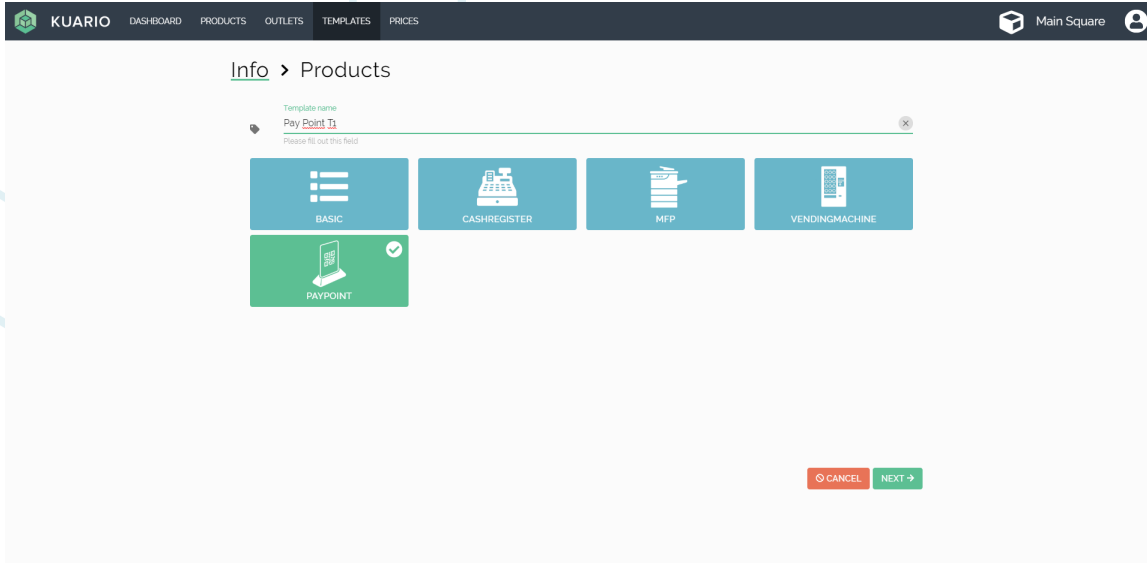 KUARIO DASHBOARD PRODUCTS OUTLETS TEMPLATES PRICES Main Square
Info > Products
Template name
Pay Point T1
Please fill out this field
BASIC CASHREGISTER MFP VENDINGMACHINE
PAYPOINT
CANCEL NEXT →